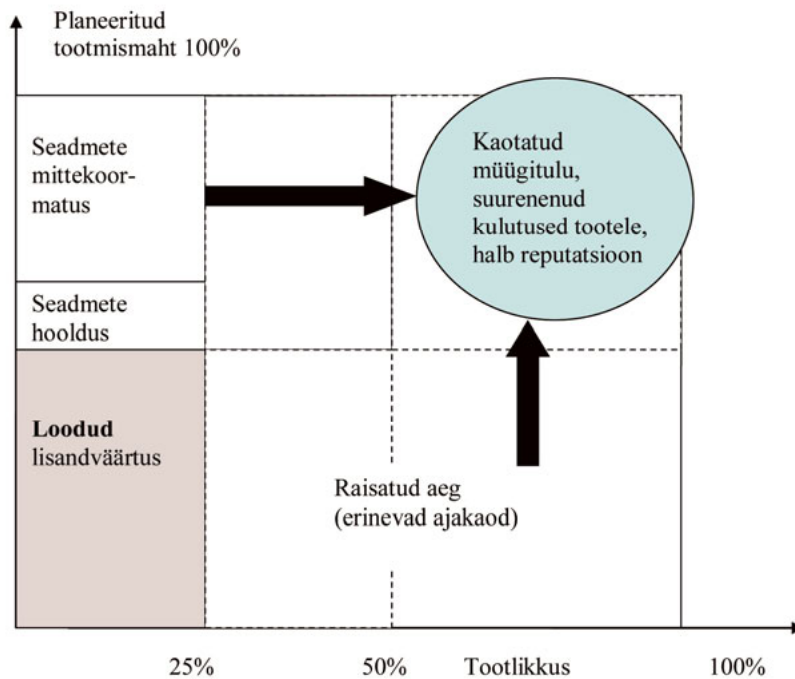 Planeeritud
tootmismaht 100%
Seadmete
mittekoor-
matus
Kaotatud
müügitulu,
suurenenud
kulutused tootele,
halb reputatsioon
Seadmete
hooldus
Loodud
lisandväärtus
Raisatud aeg
(erinevad ajakaod)
25% 50% Tootlikkus 100%